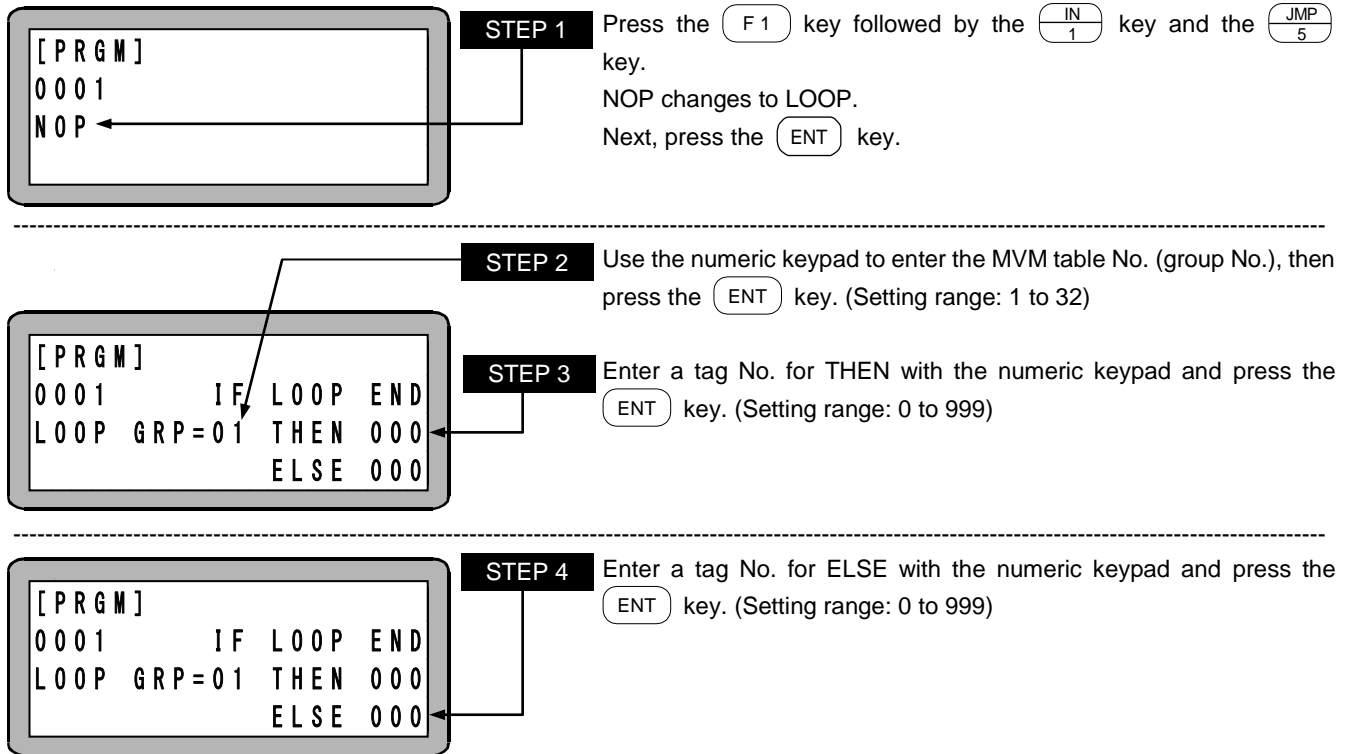 [PRGM]
0001
NOP
STEP 1
Press the F 1 key followed by the IN 1 key and the JMP 5
key.
NOP changes to LOOP.
Next, press the ENT key.
STEP 2
Use the numeric keypad to enter the MVM table No. (group No.), then
press the ENT key. (Setting range: 1 to 32)
[PRGM]
0001 IF LOOP END
LOOP GRP=01 THEN 000
ELSE 000
STEP 3
Enter a tag No. for THEN with the numeric keypad and press the
ENT key. (Setting range: 0 to 999)
[PRGM]
0001 IF LOOP END
LOOP GRP=01 THEN 000
ELSE 000
STEP 4
Enter a tag No. for ELSE with the numeric keypad and press the
ENT key. (Setting range: 0 to 999)